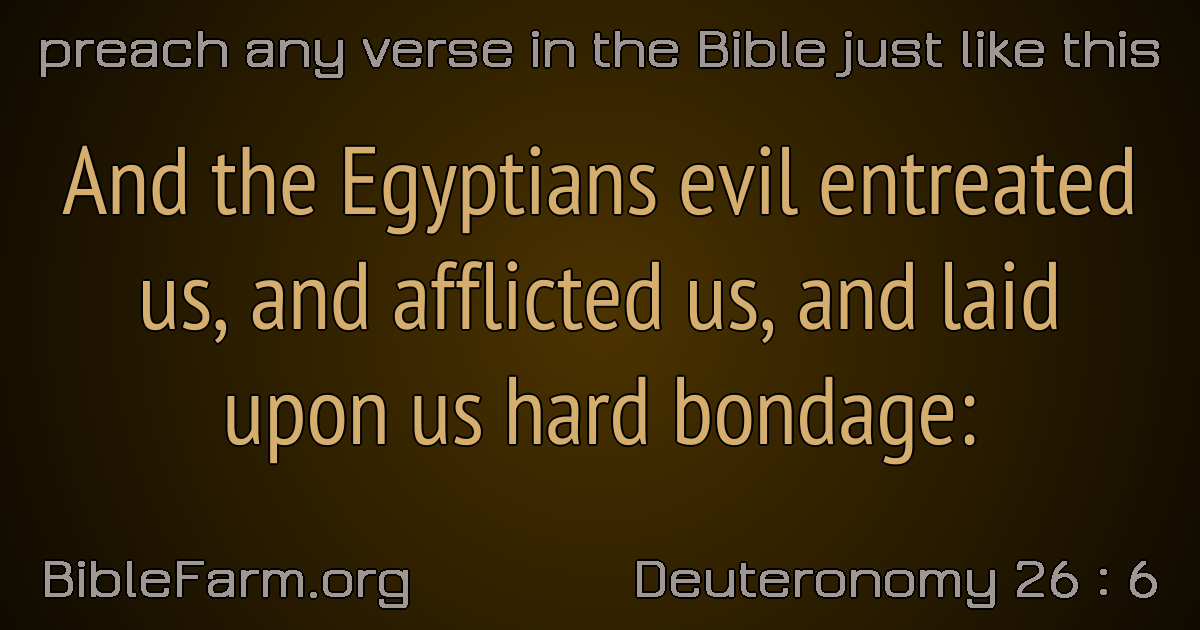 preach any verse in the Bible just like this
And the Egyptians evil entreated
us, and afflicted us, and laid
upon us hard bondage:
BibleFarm.org
Deuteronomy 26 : 6